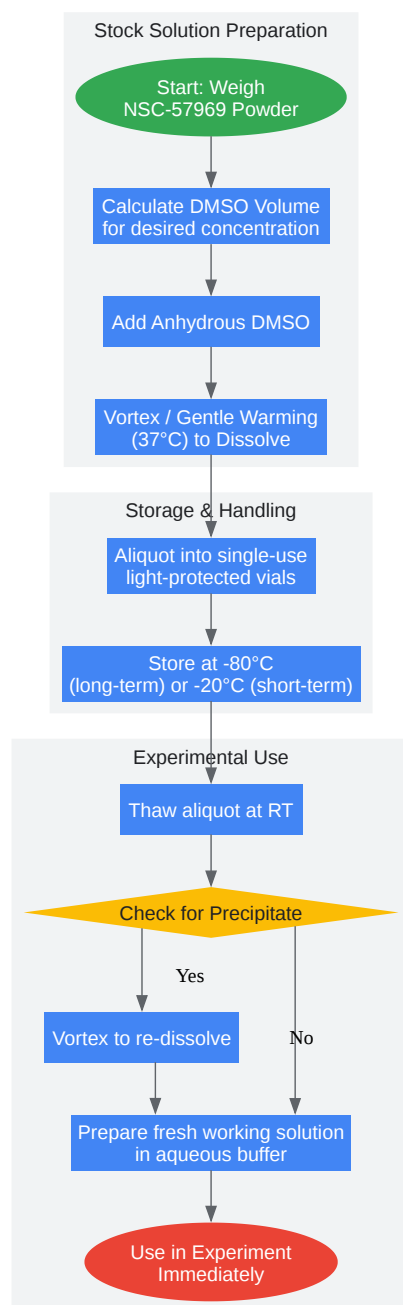 Stock Solution Preparation
Start: Weigh
NSC-57969 Powder
Calculate DMSO Volume
for desired concentration
Add Anhydrous DMSO
Vortex / Gentle Warming
(37°C) to Dissolve
Storage & Handling
Aliquot into single-use
light-protected vials
Store at -80°C
(long-term) or -20°C (short-term)
Experimental Use
Thaw aliquot at RT
Check for Precipitate
Yes
Vortex to re-dissolve
No
Prepare fresh working solution
in aqueous buffer
Use in Experiment
Immediately